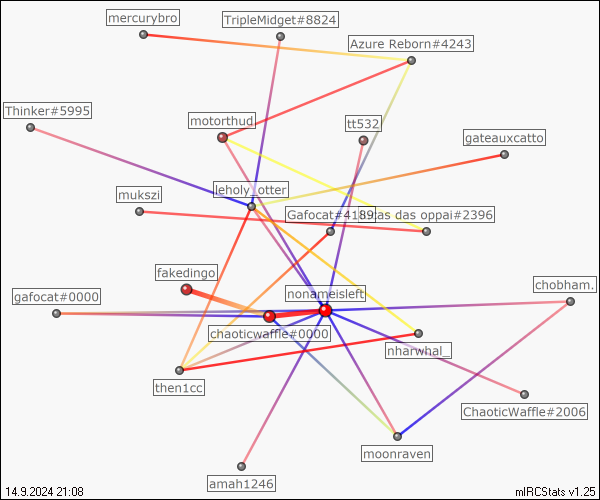 mercurybro
TripleMidget#8824
Azure Reborn#4243
Thinker#5995
motorthud
tt532
gateauxcatto
mukszi
leholy_otter
Gafocat#4189
das oppai#2396
fakedingo
gafocat#0000
nonameisleft
chobham.
chaoticwaffle#0000
nharwhal_
then1cc
ChaoticWaffle#2006
moonraven
amah1246
14.9.2024 21:08
mIRCStats v1.25